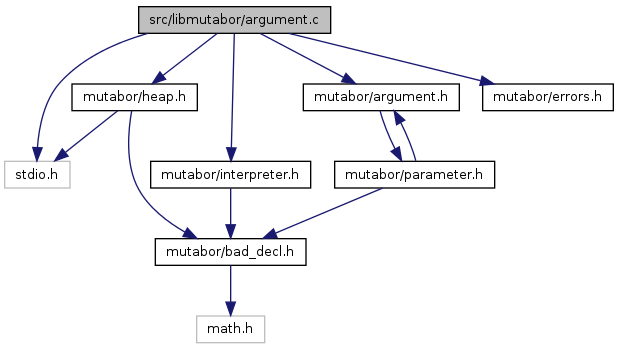 src/libmutabor/argument.c
mutabor/heap.h
mutabor/argument.h
mutabor/errors.h
stdio.h
mutabor/interpreter.h
mutabor/parameter.h
mutabor/bad_decl.h
math.h